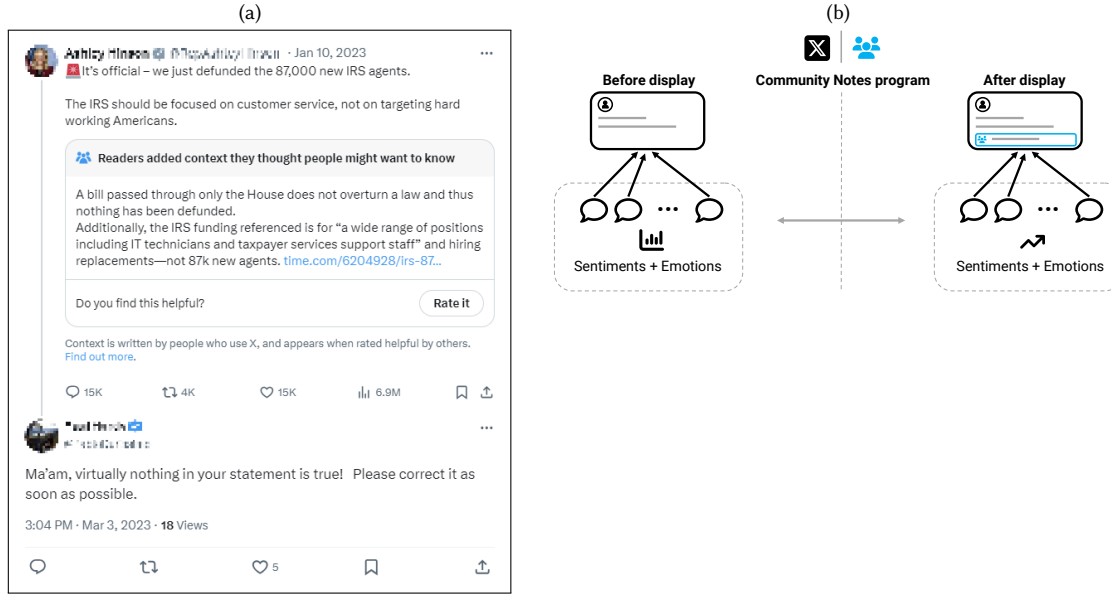 (a)
· Jan 10, 2023
🚨It's official – we just defunded the 87,000 new IRS agents.
The IRS should be focused on customer service, not on targeting hard
working Americans.
Readers added context they thought people might want to know
A bill passed through only the House does not overturn a law and thus
nothing has been defunded.
Additionally, the IRS funding referenced is for “a wide range of positions
including IT technicians and taxpayer services support staff” and hiring
replacements—not 87k new agents. time.com/6204928/irs-87...
Do you find this helpful?
Rate it
Context is written by people who use X, and appears when rated helpful by others.
Find out more.
15K 4K 15K 6.9M
Ma'am, virtually nothing in your statement is true! Please correct it as
soon as possible.
3:04 PM · Mar 3, 2023 · 18 Views
5
(b)
Before display
Community Notes program
After display
Sentiments + Emotions
Sentiments + Emotions